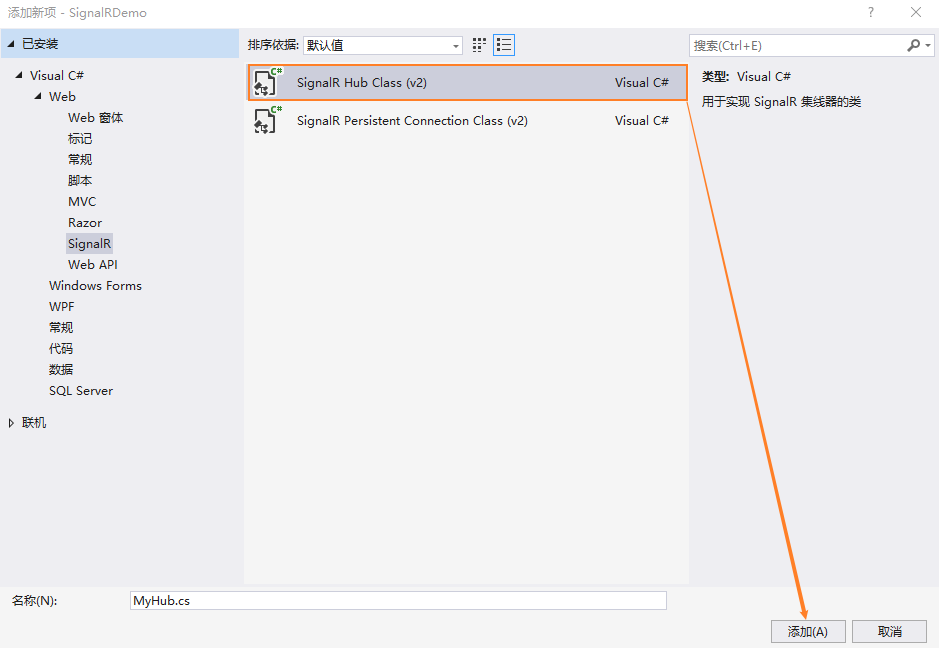 添加新项 - SignalRDemo
?
已安装
排序依据: 默认值
搜索(Ctrl+E)
Visual C#
Web
Web 窗体
标记
常规
脚本
MVC
Razor
SignalR
Web API
Windows Forms
WPF
常规
代码
数据
SQL Server
联机
C# SignalR Hub Class (v2) Visual C#
C# SignalR Persistent Connection Class (v2) Visual C#
类型: Visual C#
用于实现 SignalR 集线器的类
名称(N): MyHub.cs
添加(A) 取消